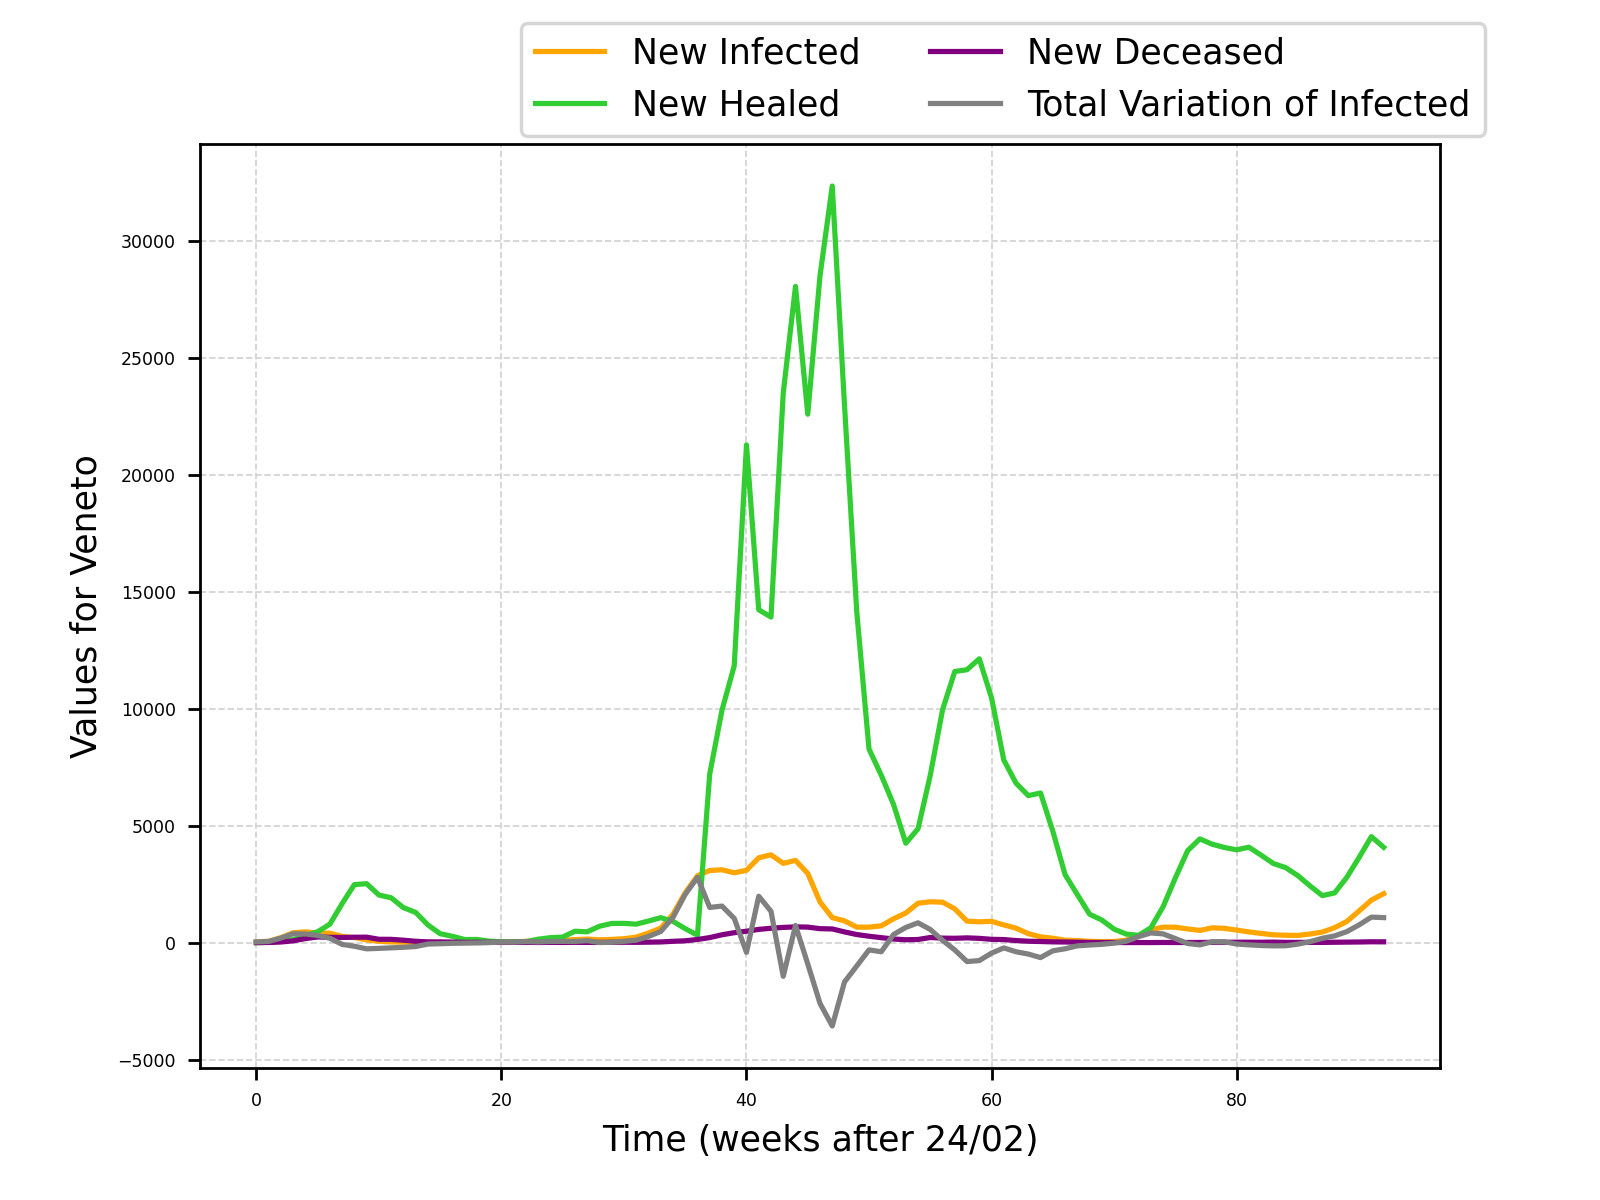 New Infected
New Healed
New Deceased
Total Variation of Infected
30000
25000
20000
15000
10000
5000
0
−5000
Values for Veneto
0 20 40 60 80
Time (weeks after 24/02)